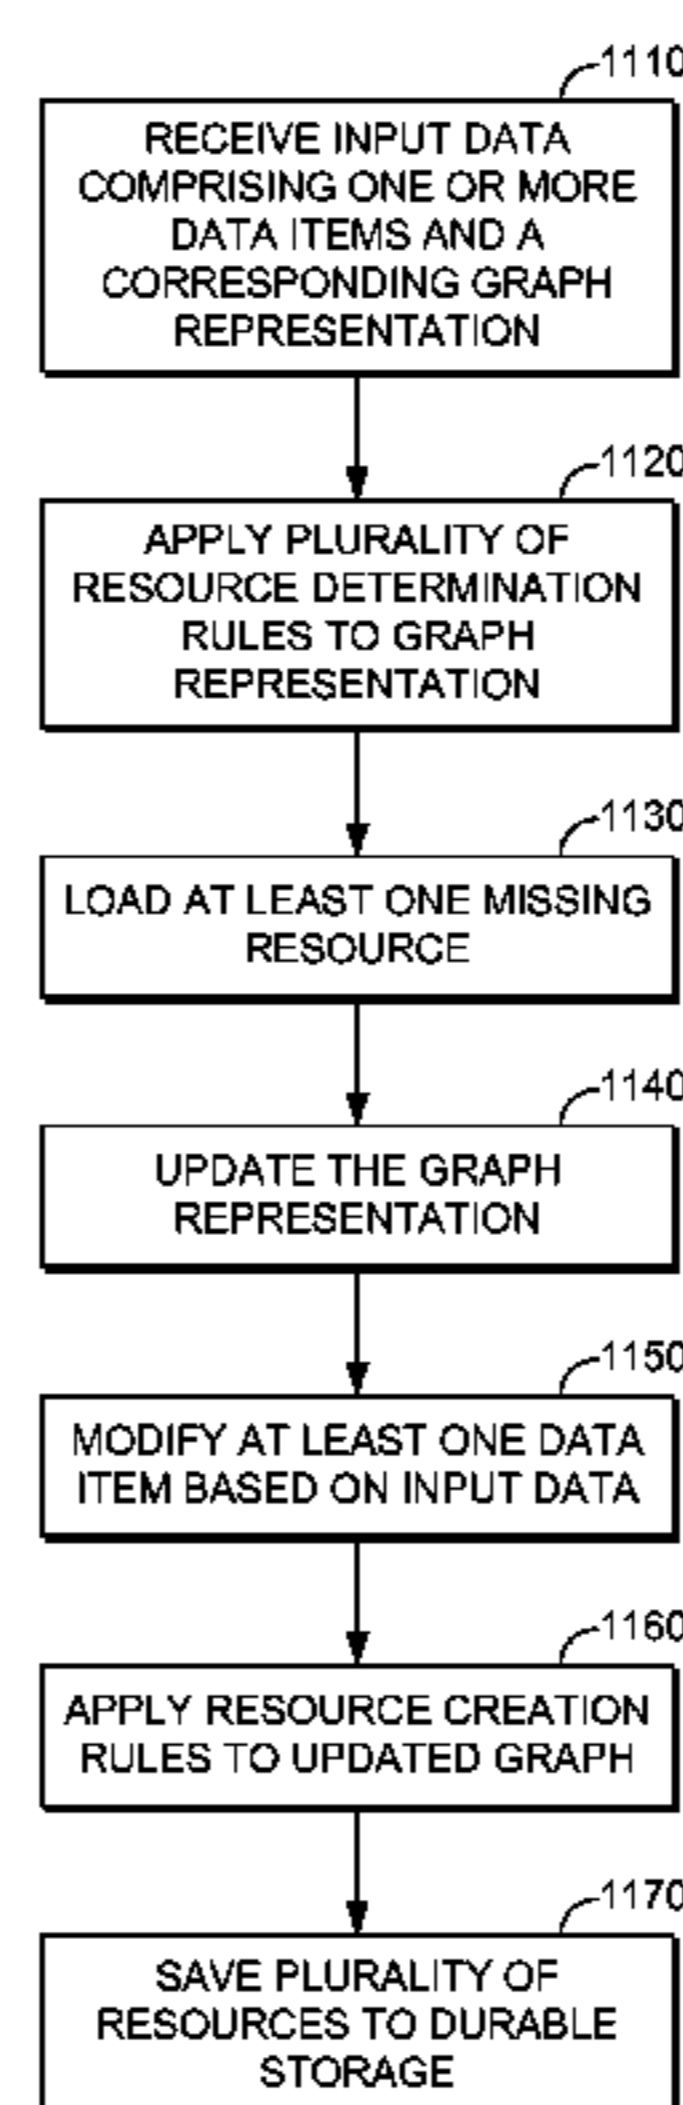 1110
RECEIVE INPUT DATA
COMPRISING ONE OR MORE
DATA ITEMS AND A
CORRESPONDING GRAPH
REPRESENTATION
1120
APPLY PLURALITY OF
RESOURCE DETERMINATION
RULES TO GRAPH
REPRESENTATION
1130
LOAD AT LEAST ONE MISSING
RESOURCE
1140
UPDATE THE GRAPH
REPRESENTATION
1150
MODIFY AT LEAST ONE DATA
ITEM BASED ON INPUT DATA
1160
APPLY RESOURCE CREATION
RULES TO UPDATED GRAPH
1170
SAVE PLURALITY OF
RESOURCES TO DURABLE
STORAGE